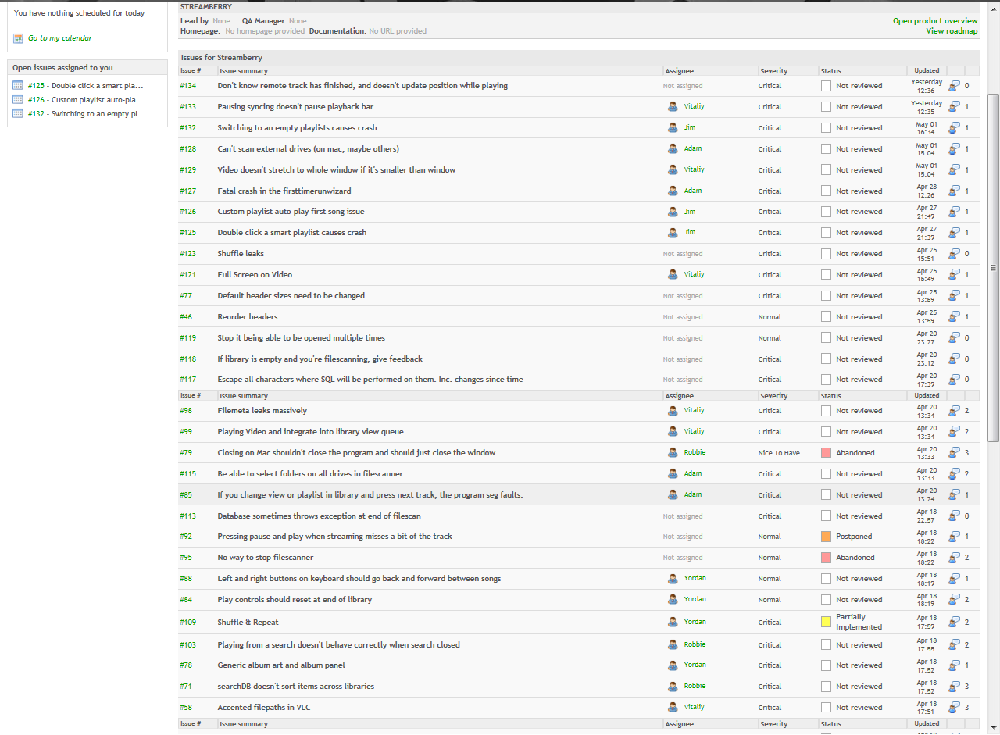 You have nothing scheduled for today
Go to my calendar
Open issues assigned to you
#125 - Double click a smart pla...
#126 - Custom playlist auto-pla...
#132 - Switching to an empty pl...
STREAMBERRY
Lead by: None QA Manager: None Open product overview
Homepage: No homepage provided Documentation: No URL provided View roadmap
Issues for Streamberry
Issue # Issue summary Assignee Severity Status Updated
#134 Don't know remote track has finished, and doesn't update position while playing Not assigned Critical Not reviewed Yesterday 12:36 0
#133 Pausing syncing doesn't pause playback bar Vitaliy Critical Not reviewed Yesterday 12:35 1
#132 Switching to an empty playlists causes crash Jim Critical Not reviewed May 01 16:34 1
#128 Can't scan external drives (on mac, maybe others) Adam Critical Not reviewed May 01 15:04 1
#129 Video doesn't stretch to whole window if it's smaller than window Vitaliy Critical Not reviewed May 01 15:04 1
#127 Fatal crash in the firsttimerunwizard Adam Critical Not reviewed Apr 28 12:26 1
#126 Custom playlist auto-play first song issue Jim Critical Not reviewed Apr 27 21:49 1
#125 Double click a smart playlist causes crash Jim Critical Not reviewed Apr 27 21:39 1
#123 Shuffle leaks Not assigned Critical Not reviewed Apr 25 15:51 0
#121 Full Screen on Video Vitaliy Critical Not reviewed Apr 25 15:49 1
#77 Default header sizes need to be changed Not assigned Critical Not reviewed Apr 25 13:59 1
#46 Reorder headers Not assigned Normal Not reviewed Apr 25 13:59 1
#119 Stop it being able to be opened multiple times Not assigned Normal Not reviewed Apr 20 23:27 0
#118 If library is empty and you're filescanning, give feedback Not assigned Critical Not reviewed Apr 20 23:12 0
#117 Escape all characters where SQL will be performed on them. Inc. changes since time Not assigned Critical Not reviewed Apr 20 17:39 0
Issue # Issue summary Assignee Severity Status Updated
#98 Filemeta leaks massively Vitaliy Critical Not reviewed Apr 20 13:34 2
#99 Playing Video and integrate into library view queue Vitaliy Critical Not reviewed Apr 20 13:34 2
#79 Closing on Mac shouldn't close the program and should just close the window Robbie Nice To Have Abandoned Apr 20 13:33 3
#115 Be able to select folders on all drives in filescanner Adam Critical Not reviewed Apr 20 13:33 2
#85 If you change view or playlist in library and press next track, the program seg faults. Adam Critical Not reviewed Apr 20 13:24 1
#113 Database sometimes throws exception at end of filescan Not assigned Critical Not reviewed Apr 18 22:57 0
#92 Pressing pause and play when streaming misses a bit of the track Not assigned Normal Postponed Apr 18 18:22 1
#95 No way to stop filescanner Not assigned Normal Abandoned Apr 18 18:22 2
#88 Left and right buttons on keyboard should go back and forward between songs Yordan Normal Not reviewed Apr 18 18:19 1
#84 Play controls should reset at end of library Yordan Normal Not reviewed Apr 18 18:19 2
#109 Shuffle & Repeat Yordan Critical Partially Implemented Apr 18 17:59 2
#103 Playing from a search doesn't behave correctly when search closed Robbie Critical Not reviewed Apr 18 17:55 2
#78 Generic album art and album panel Yordan Critical Not reviewed Apr 18 17:52 1
#71 searchDB doesn't sort items across libraries Robbie Critical Not reviewed Apr 18 17:52 3
#58 Accented filepaths in VLC Vitaliy Critical Not reviewed Apr 18 17:51 3
Issue # Issue summary Assignee Severity Status Updated